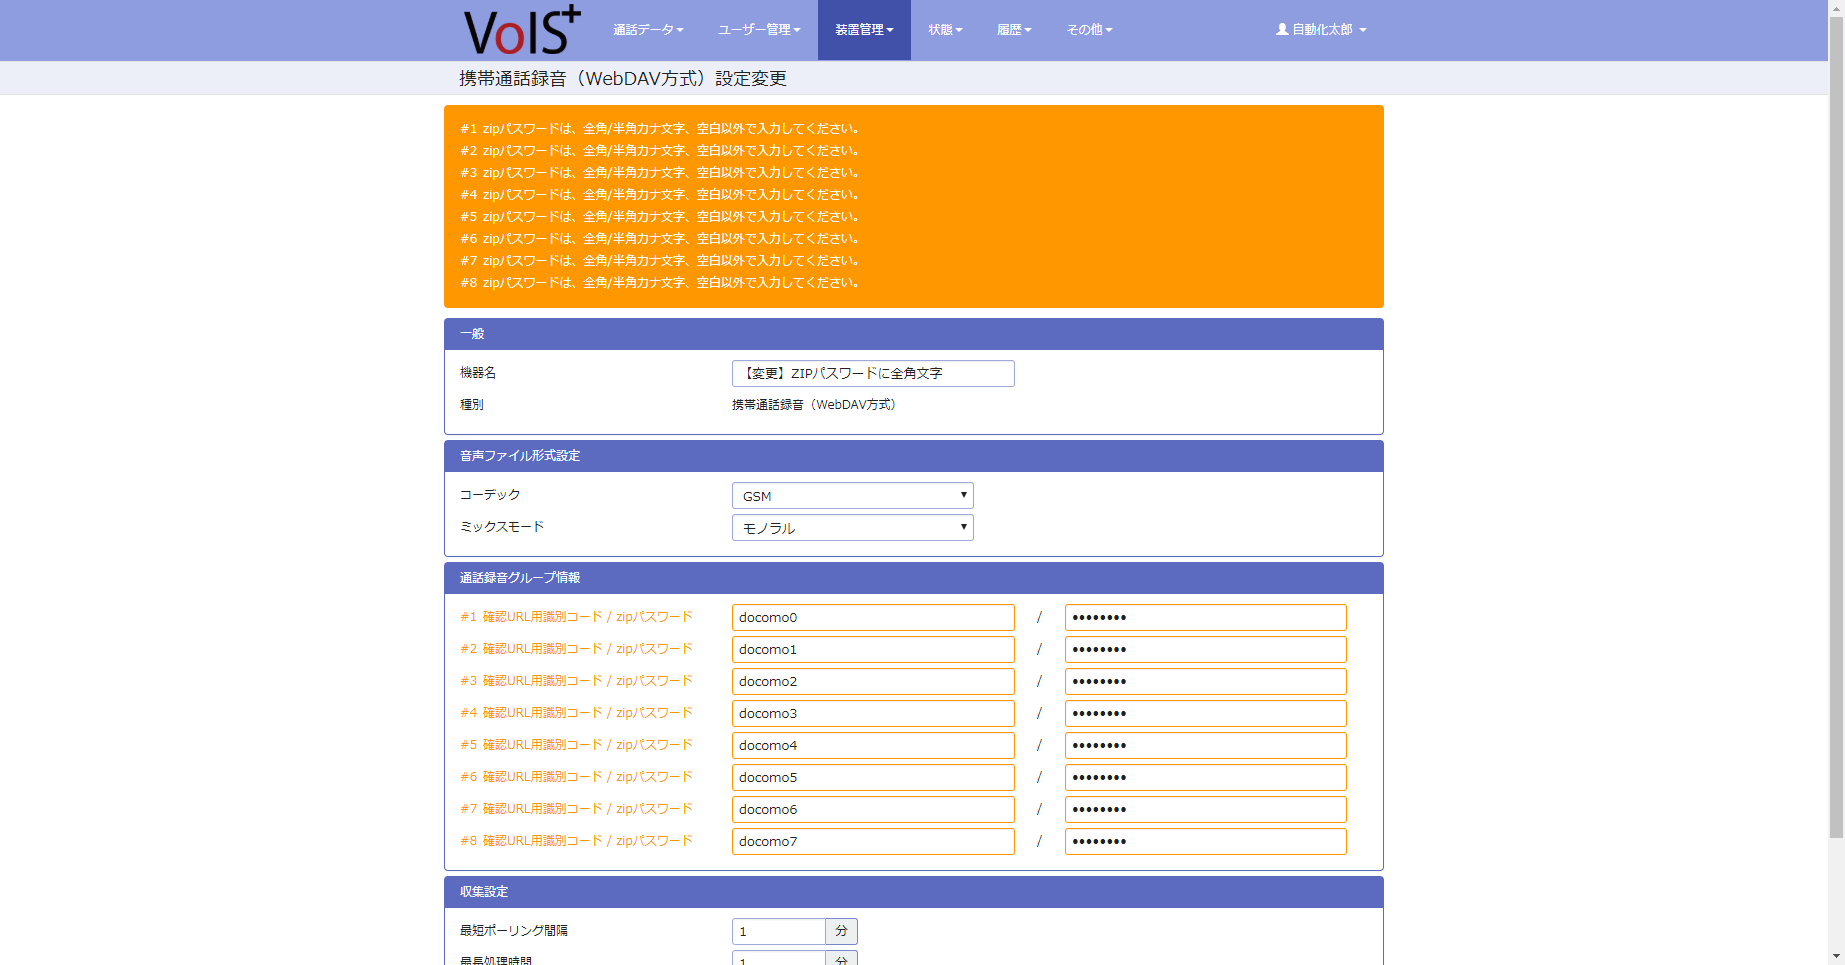 VoIS+ 通話データ ユーザー管理 装置管理 状態 履歴 その他 自動化太郎
携帯通話録音（WebDAV方式）設定変更
#1 zipパスワードは、全角/半角カナ文字、空白以外で入力してください。
#2 zipパスワードは、全角/半角カナ文字、空白以外で入力してください。
#3 zipパスワードは、全角/半角カナ文字、空白以外で入力してください。
#4 zipパスワードは、全角/半角カナ文字、空白以外で入力してください。
#5 zipパスワードは、全角/半角カナ文字、空白以外で入力してください。
#6 zipパスワードは、全角/半角カナ文字、空白以外で入力してください。
#7 zipパスワードは、全角/半角カナ文字、空白以外で入力してください。
#8 zipパスワードは、全角/半角カナ文字、空白以外で入力してください。
一般
機器名 【変更】ZIPパスワードに全角文字
種別 携帯通話録音（WebDAV方式）
音声ファイル形式設定
コーデック GSM
ミックスモード モノラル
通話録音グループ情報
#1 確認URL用識別コード / zipパスワード docomo0 / ••••••••
#2 確認URL用識別コード / zipパスワード docomo1 / ••••••••
#3 確認URL用識別コード / zipパスワード docomo2 / ••••••••
#4 確認URL用識別コード / zipパスワード docomo3 / ••••••••
#5 確認URL用識別コード / zipパスワード docomo4 / ••••••••
#6 確認URL用識別コード / zipパスワード docomo5 / ••••••••
#7 確認URL用識別コード / zipパスワード docomo6 / ••••••••
#8 確認URL用識別コード / zipパスワード docomo7 / ••••••••
収集設定
最短ポーリング間隔 1 分
最長処理時間 1 分